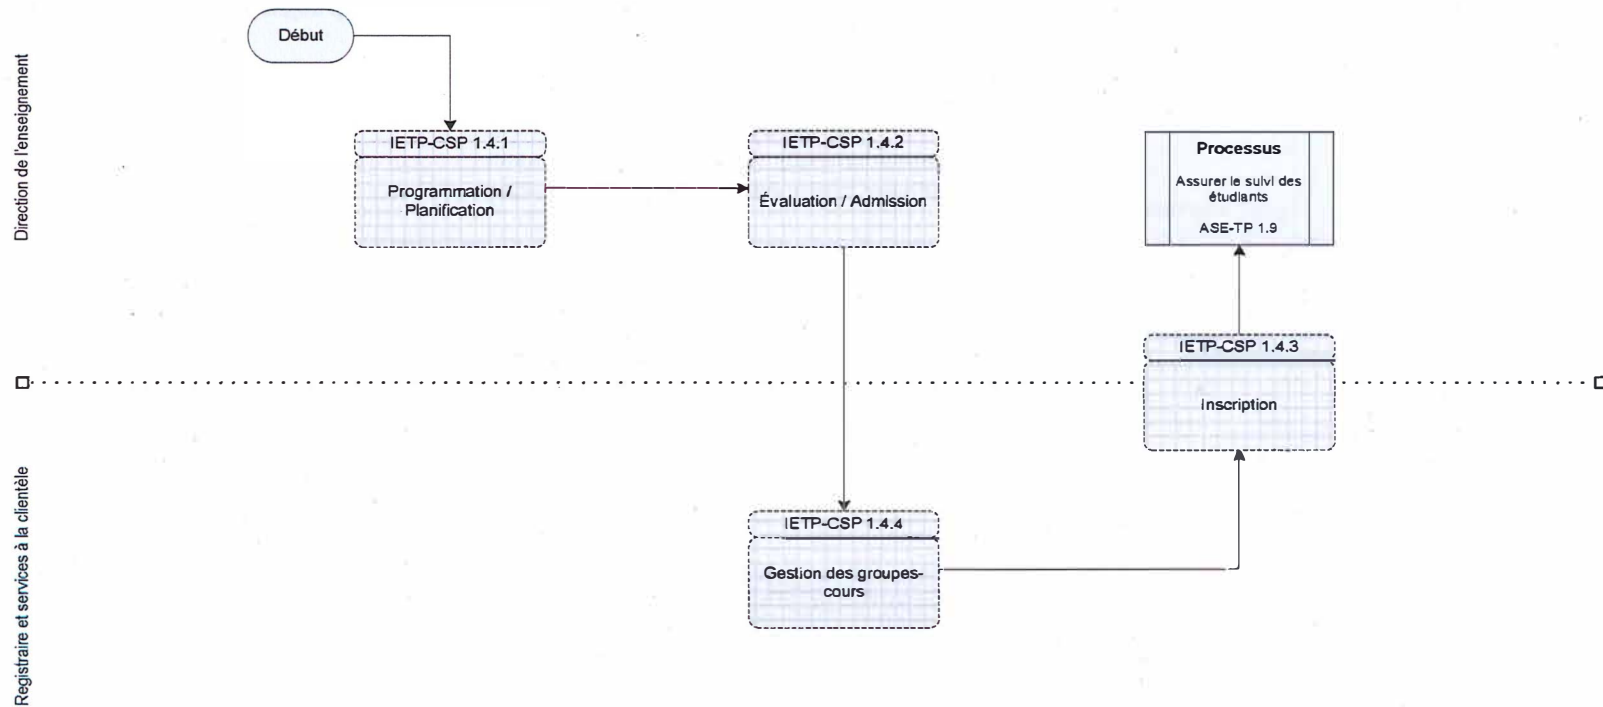 Direction de l'enseignement
Début
IETP-CSP 1.4.1
Programmation /
Planification
IETP-CSP 1.4.2
Évaluation / Admission
Processus
Assurer le suivi des
étudiants
ASE-TP 1.9
IETP-CSP 1.4.3
Inscription
Registraire et services à la clientèle
IETP-CSP 1.4.4
Gestion des groupes-
cours